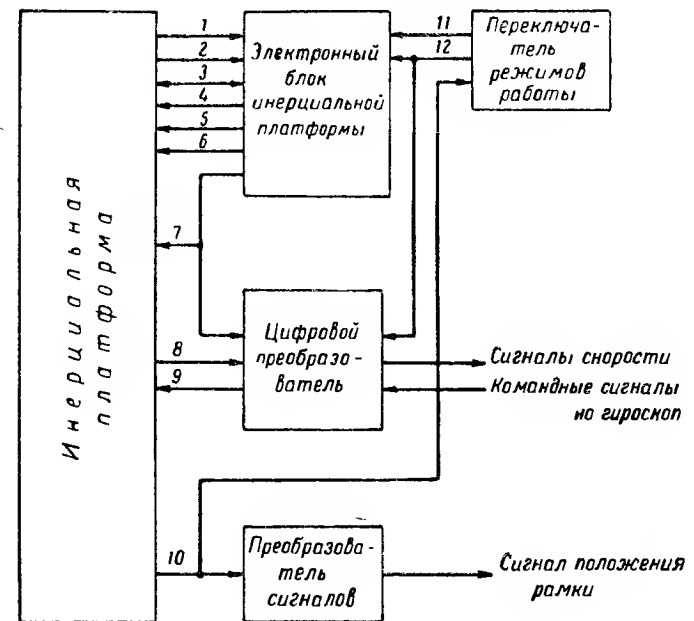 1
2
3
4
5
6
7
8
9
10
11
12
Электронный
блок
инерциальной
платформы
Переключа-
тель
режимов
работы
Инерциальная
платформа
Цифровой
преобразо-
ватель
Сигналы скорости
Командные сигналы
но гироскоп
Преобразова-
тель
сигналов
Сигнал положения
рамки